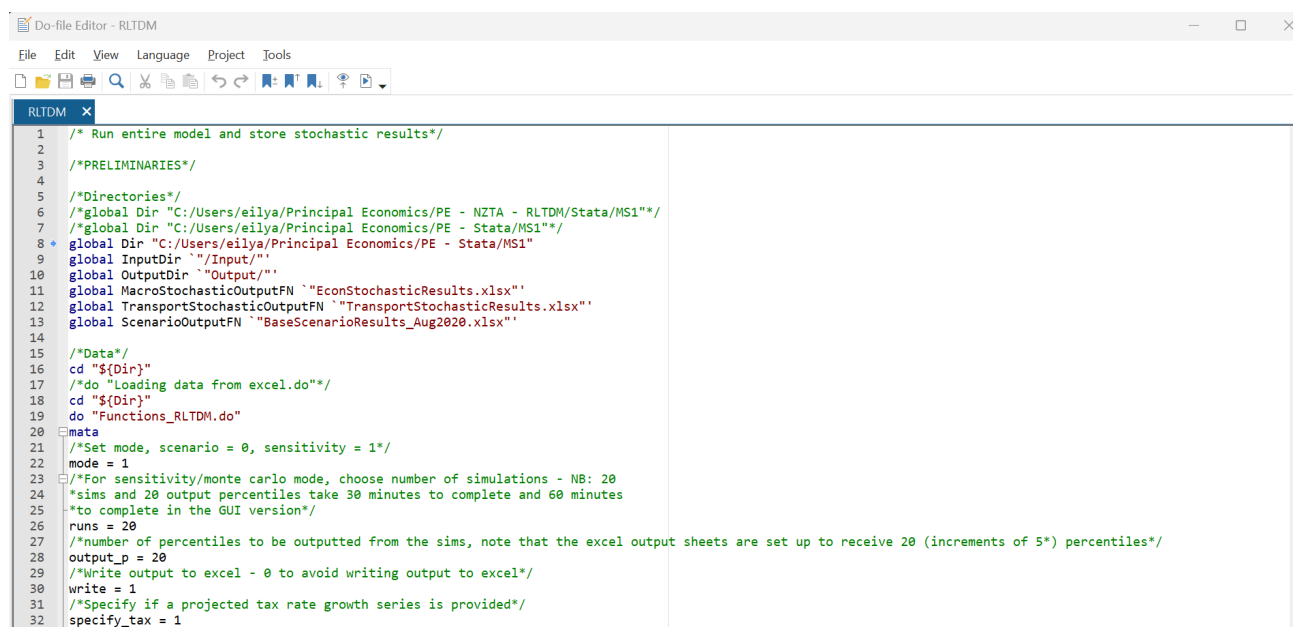 Do-file Editor - RLTDM
File Edit View Language Project Tools
RLTDM
1 /* Run entire model and store stochastic results*/
2
3 /*PRELIMINARIES*/
4
5 /*Directories*/
6 /*global Dir "C:/Users/eilya/Principal Economics/PE - NZTA - RLTDM/Stata/MS1"*/
7 /*global Dir "C:/Users/eilya/Principal Economics/PE - Stata/MS1"*/
8 global Dir "C:/Users/eilya/Principal Economics/PE - Stata/MS1"
9 global InputDir `"/Input/"'
10 global OutputDir `"Output/"'
11 global MacroStochasticOutputFN `"EconStochasticResults.xlsx"'
12 global TransportStochasticOutputFN `"TransportStochasticResults.xlsx"'
13 global ScenarioOutputFN `"BaseScenarioResults_Aug2020.xlsx"'
14
15 /*Data*/
16 cd "${Dir}"
17 /*do "Loading data from excel.do"*/
18 cd "${Dir}"
19 do "Functions_RLTDM.do"
20 mata
21 /*Set mode, scenario = 0, sensitivity = 1*/
22 mode = 1
23 /*For sensitivity/monte carlo mode, choose number of simulations - NB: 20
24 *sims and 20 output percentiles take 30 minutes to complete and 60 minutes
25 *to complete in the GUI version*/
26 runs = 20
27 /*number of percentiles to be outputted from the sims, note that the excel output sheets are set up to receive 20 (increments of 5*) percentiles*/
28 output_p = 20
29 /*Write output to excel - 0 to avoid writing output to excel*/
30 write = 1
31 /*Specify if a projected tax rate growth series is provided*/
32 specify_tax = 1